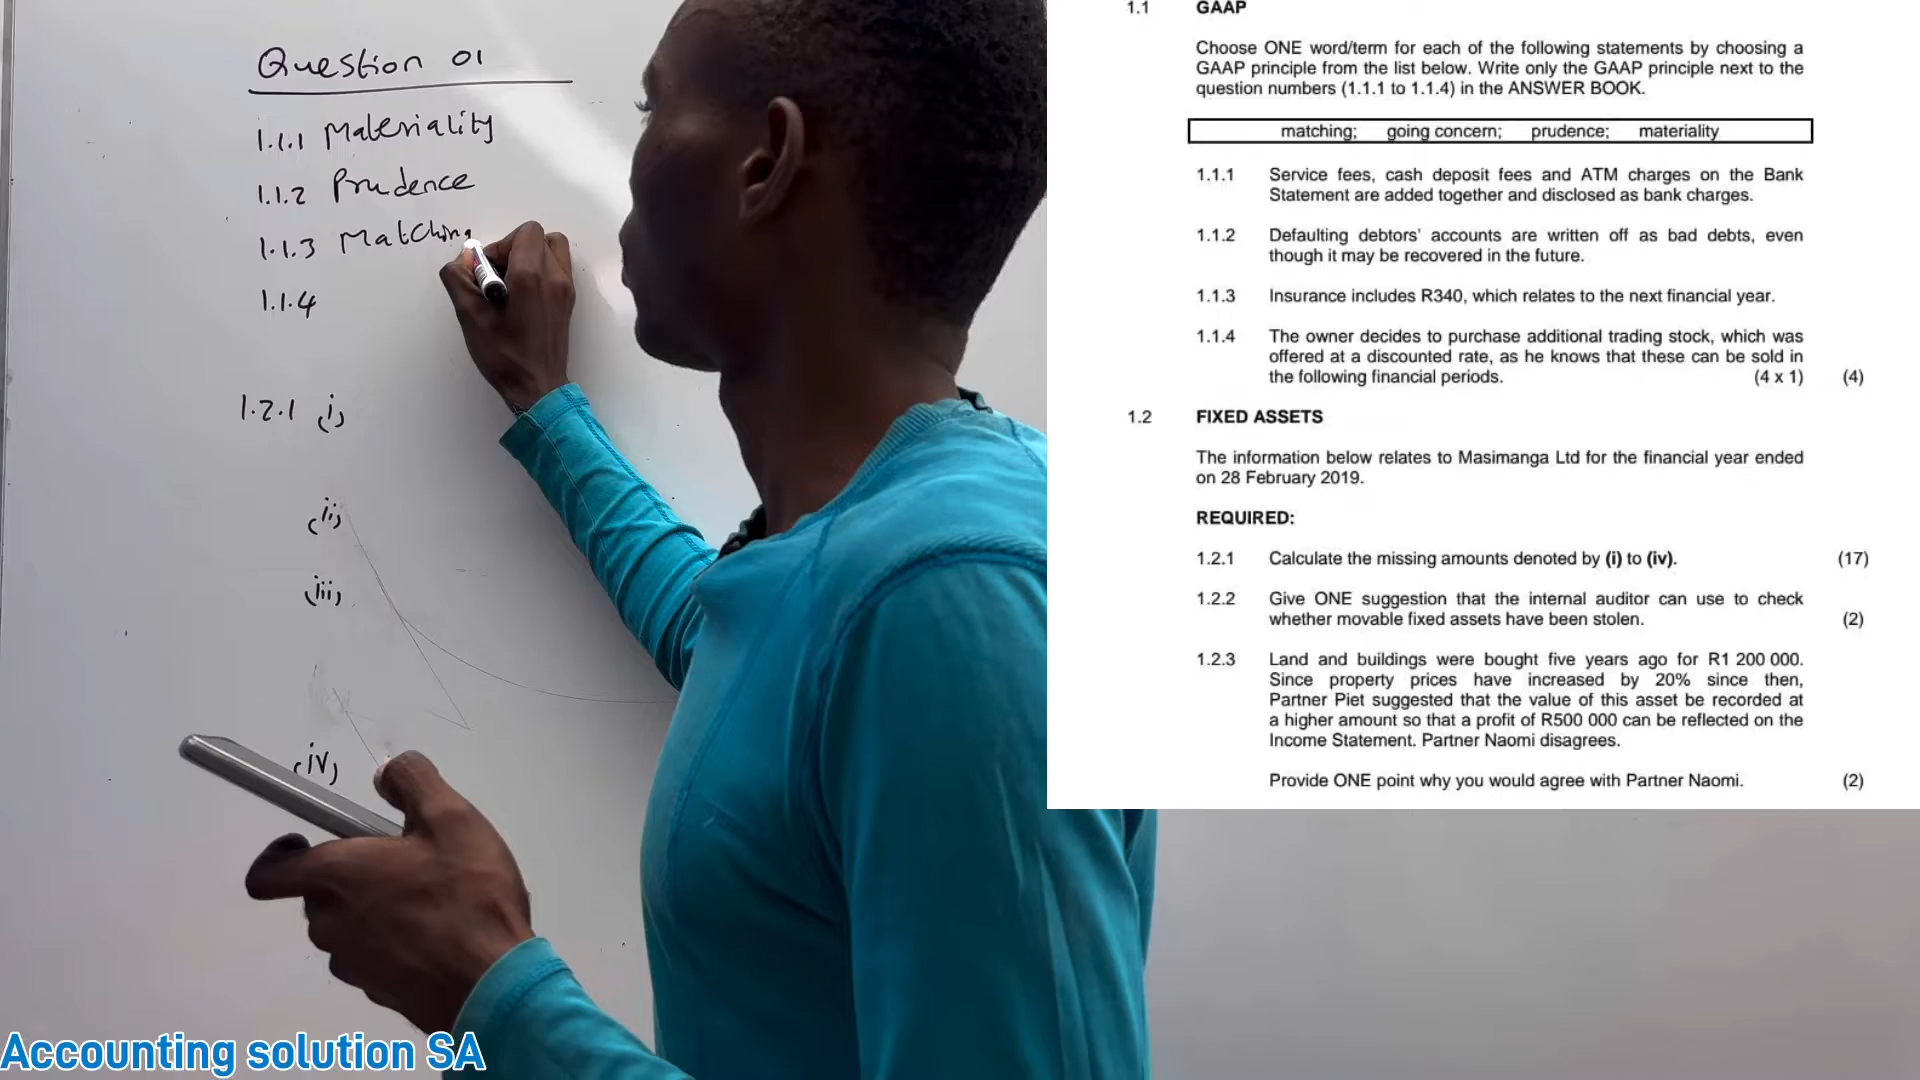 Question 01
1.1.1 Materiality
1.1.2 Prudence
1.1.3 Matching
1.1.4
1.2.1 (i)
(ii)
(iii)
(iv)
Accounting solution SA
1.1 GAAP
Choose ONE word/term for each of the following statements by choosing a
GAAP principle from the list below. Write only the GAAP principle next to the
question numbers (1.1.1 to 1.1.4) in the ANSWER BOOK.
matching; going concern; prudence; materiality
1.1.1 Service fees, cash deposit fees and ATM charges on the Bank
Statement are added together and disclosed as bank charges.
1.1.2 Defaulting debtors' accounts are written off as bad debts, even
though it may be recovered in the future.
1.1.3 Insurance includes R340, which relates to the next financial year.
1.1.4 The owner decides to purchase additional trading stock, which was
offered at a discounted rate, as he knows that these can be sold in
the following financial periods. (4 x 1) (4)
1.2 FIXED ASSETS
The information below relates to Masimanga Ltd for the financial year ended
on 28 February 2019.
REQUIRED:
1.2.1 Calculate the missing amounts denoted by (i) to (iv). (17)
1.2.2 Give ONE suggestion that the internal auditor can use to check
whether movable fixed assets have been stolen. (2)
1.2.3 Land and buildings were bought five years ago for R1 200 000.
Since property prices have increased by 20% since then,
Partner Piet suggested that the value of this asset be recorded at
a higher amount so that a profit of R500 000 can be reflected on the
Income Statement. Partner Naomi disagrees.
Provide ONE point why you would agree with Partner Naomi. (2)